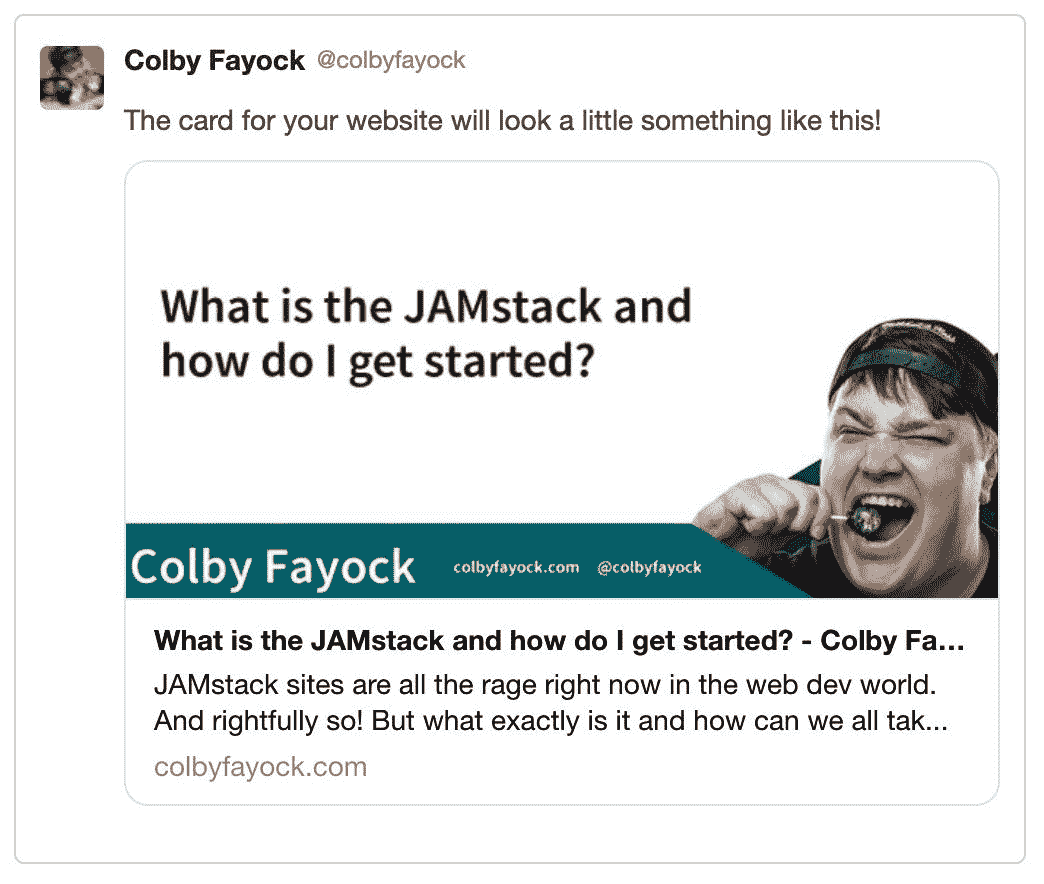 Colby Fayock @colbyfayock
The card for your website will look a little something like this!
What is the JAMstack and
how do I get started?
Colby Fayock colbyfayock.com @colbyfayock
What is the JAMstack and how do I get started? - Colby Fa...
JAMstack sites are all the rage right now in the web dev world.
And rightfully so! But what exactly is it and how can we all tak...
colbyfayock.com